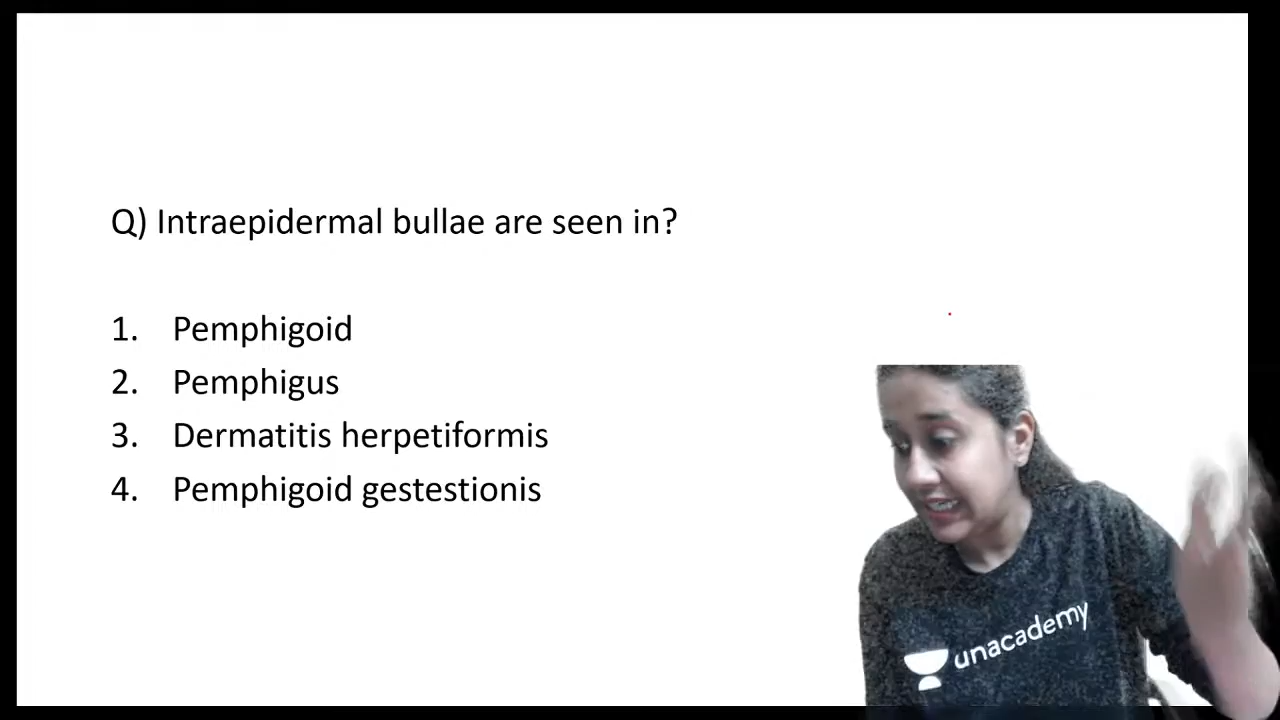 Q) Intraepidermal bullae are seen in?
1. Pemphigoid
2. Pemphigus
3. Dermatitis herpetiformis
4. Pemphigoid gestestionis
unacademy